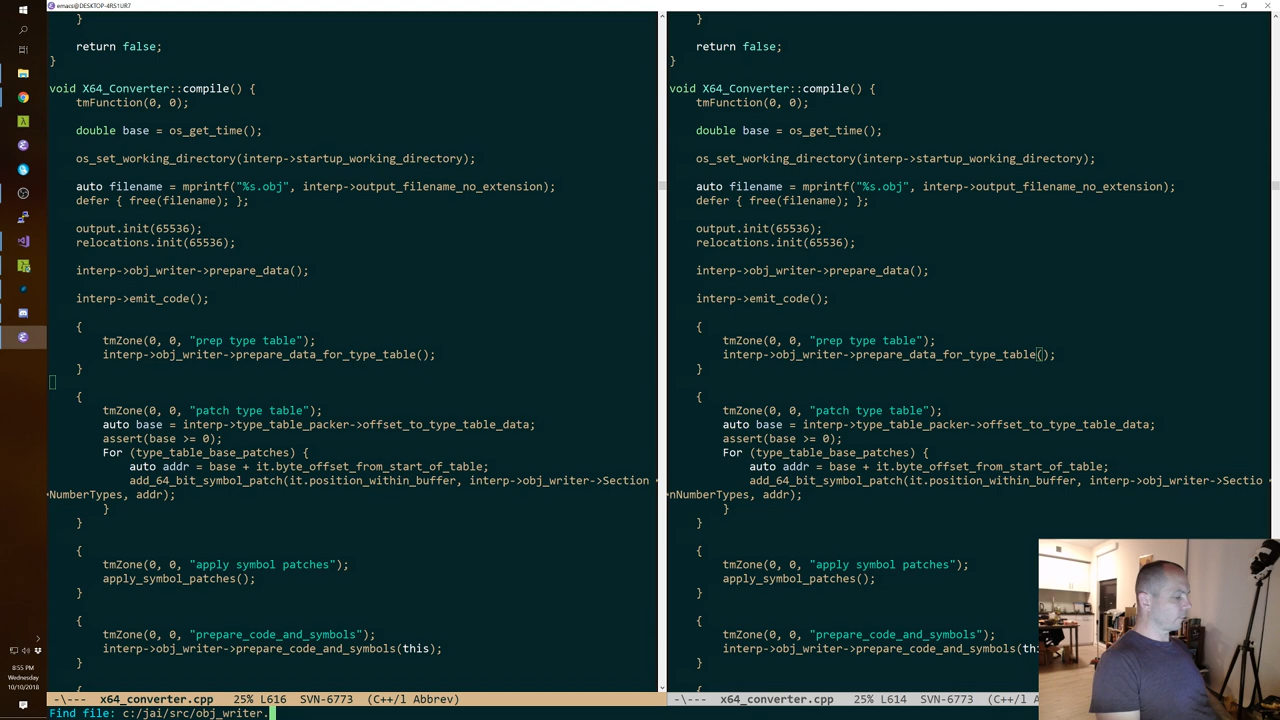 emacs@DESKTOP-4RS1UR7
}
return false;
}
void X64_Converter::compile() {
tmFunction(0, 0);
double base = os_get_time();
os_set_working_directory(interp->startup_working_directory);
auto filename = mprintf("%s.obj", interp->output_filename_no_extension);
defer { free(filename); };
output.init(65536);
relocations.init(65536);
interp->obj_writer->prepare_data();
interp->emit_code();
{
tmZone(0, 0, "prep type table");
interp->obj_writer->prepare_data_for_type_table();
}
{
tmZone(0, 0, "patch type table");
auto base = interp->type_table_packer->offset_to_type_table_data;
assert(base >= 0);
For (type_table_base_patches) {
auto addr = base + it.byte_offset_from_start_of_table;
add_64_bit_symbol_patch(it.position_within_buffer, interp->obj_writer->Sectio
NumberTypes, addr);
}
}
{
tmZone(0, 0, "apply symbol patches");
apply_symbol_patches();
}
{
tmZone(0, 0, "prepare_code_and_symbols");
interp->obj_writer->prepare_code_and_symbols(this);
}
{
-\--- x64_converter.cpp 25% L616 SVN-6773 (C++/l Abbrev)
}
return false;
}
void X64_Converter::compile() {
tmFunction(0, 0);
double base = os_get_time();
os_set_working_directory(interp->startup_working_directory);
auto filename = mprintf("%s.obj", interp->output_filename_no_extension);
defer { free(filename); };
output.init(65536);
relocations.init(65536);
interp->obj_writer->prepare_data();
interp->emit_code();
{
tmZone(0, 0, "prep type table");
interp->obj_writer->prepare_data_for_type_table();
}
{
tmZone(0, 0, "patch type table");
auto base = interp->type_table_packer->offset_to_type_table_data;
assert(base >= 0);
For (type_table_base_patches) {
auto addr = base + it.byte_offset_from_start_of_table;
add_64_bit_symbol_patch(it.position_within_buffer, interp->obj_writer->Sectio
nNumberTypes, addr);
}
}
{
tmZone(0, 0, "apply symbol patches");
apply_symbol_patches();
}
{
tmZone(0, 0, "prepare_code_and_symbols");
interp->obj_writer->prepare_code_and_symbols(thi
}
{
-\--- x64_converter.cpp 25% L614 SVN-6773 (C++/l Abbrev)
Find file: c:/jai/src/obj_writer.
8:55 PM
Wednesday
10/10/2018